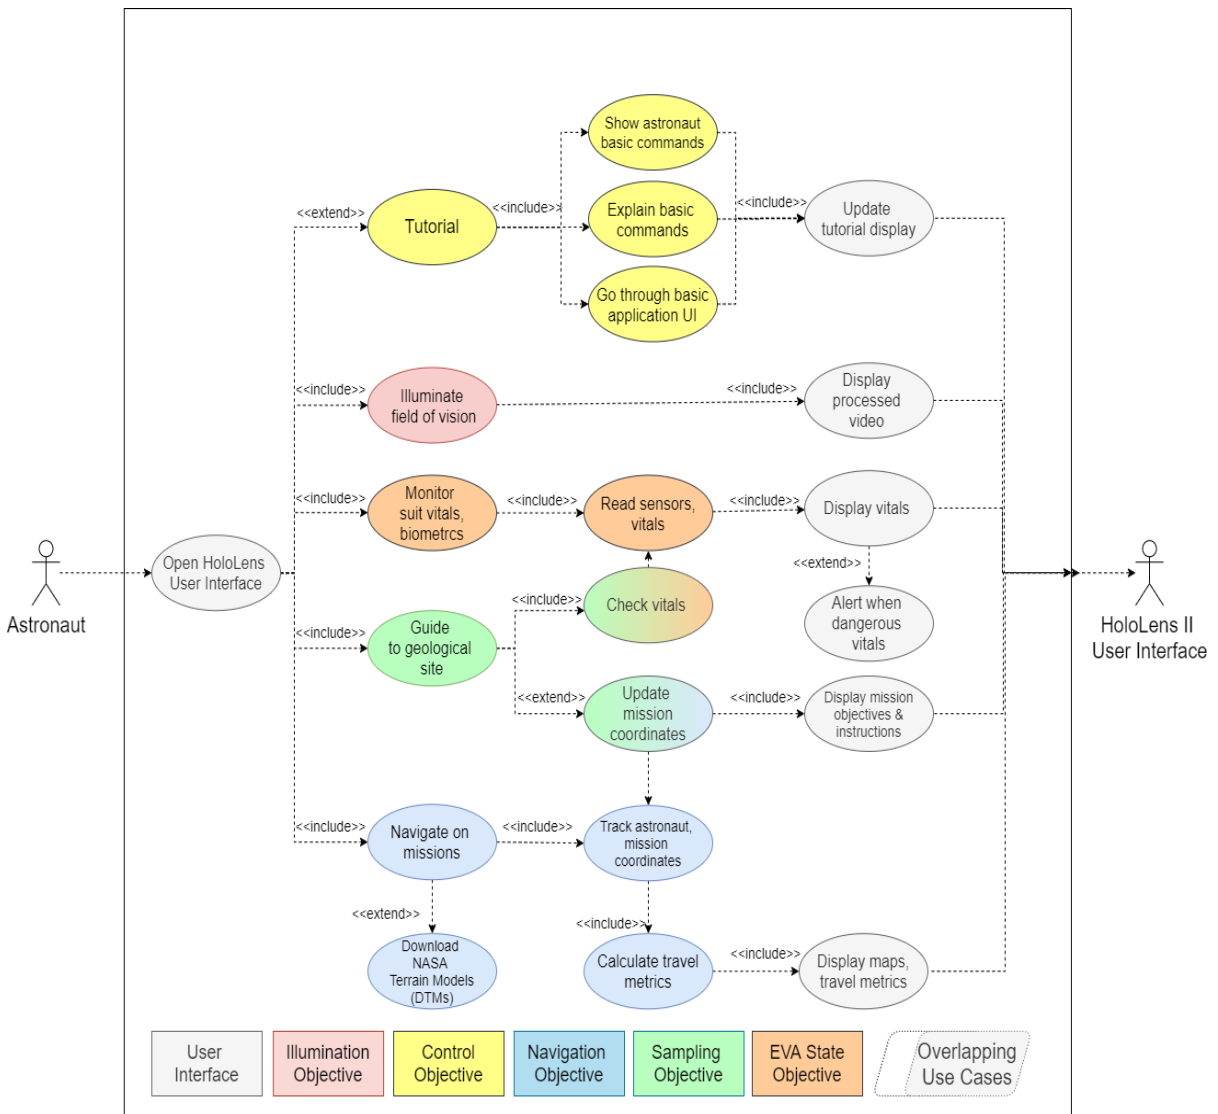 Show astronaut
basic commands
<<extend>>
Tutorial
<<include>>
Explain basic
commands
<<include>>
Update
tutorial display
Go through basic
application UI
<<include>>
Illuminate
field of vision
<<include>>
Display
processed
video
<<include>>
Monitor
suit vitals,
biometrcs
<<include>>
Read sensors,
vitals
<<include>>
Display vitals
Astronaut
Open HoloLens
User Interface
<<extend>>
HoloLens II
User Interface
<<include>>
Guide
to geological
site
<<include>>
Check vitals
Alert when
dangerous
vitals
<<extend>>
Update
mission
coordinates
<<include>>
Display mission
objectives &
instructions
<<include>>
Navigate on
missions
<<include>>
Track astronaut,
mission
coordinates
<<extend>>
Download
NASA
Terrain Models
(DTMs)
<<include>>
Calculate travel
metrics
<<include>>
Display maps,
travel metrics
User
Interface
Illumination
Objective
Control
Objective
Navigation
Objective
Sampling
Objective
EVA State
Objective
Overlapping
Use Cases